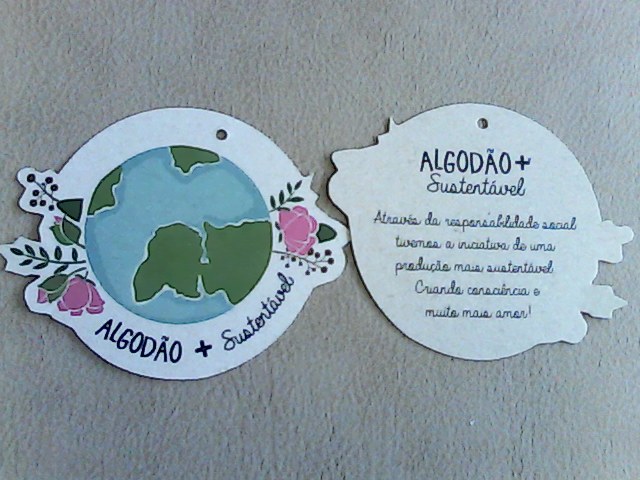 ALGODÃO + Sustentável
ALGODÃO+
Sustentável
Através da responsabilidade social
tivemos a iniciativa de uma
produção mais sustentável
Criando consciência e
muito mais amor!